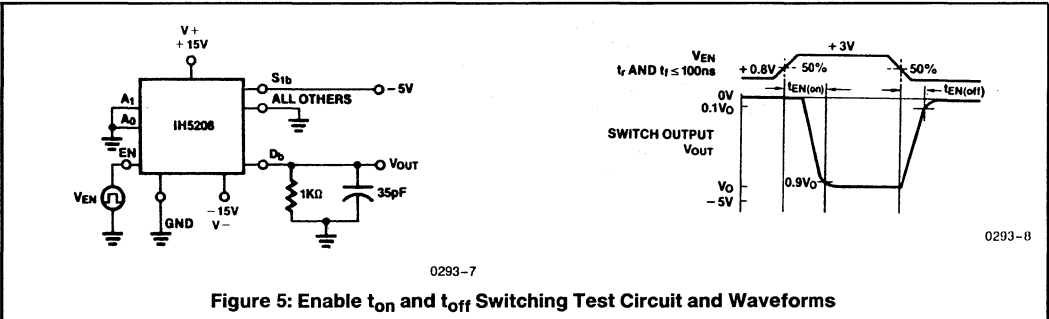 V+
+15V
A1
A0
EN
IH5208
S1b
-5V
ALL OTHERS
Db
VOUT
1KΩ
35pF
VEN
GND
-15V
V-
0293-7
VEN
tr AND tf ≤ 100ns
+0.8V
50%
+3V
50%
tEN(on)
tEN(off)
0V
0.1VO
SWITCH OUTPUT
VOUT
0.9VO
VO
-5V
0293-8
Figure 5: Enable ton and toff Switching Test Circuit and Waveforms